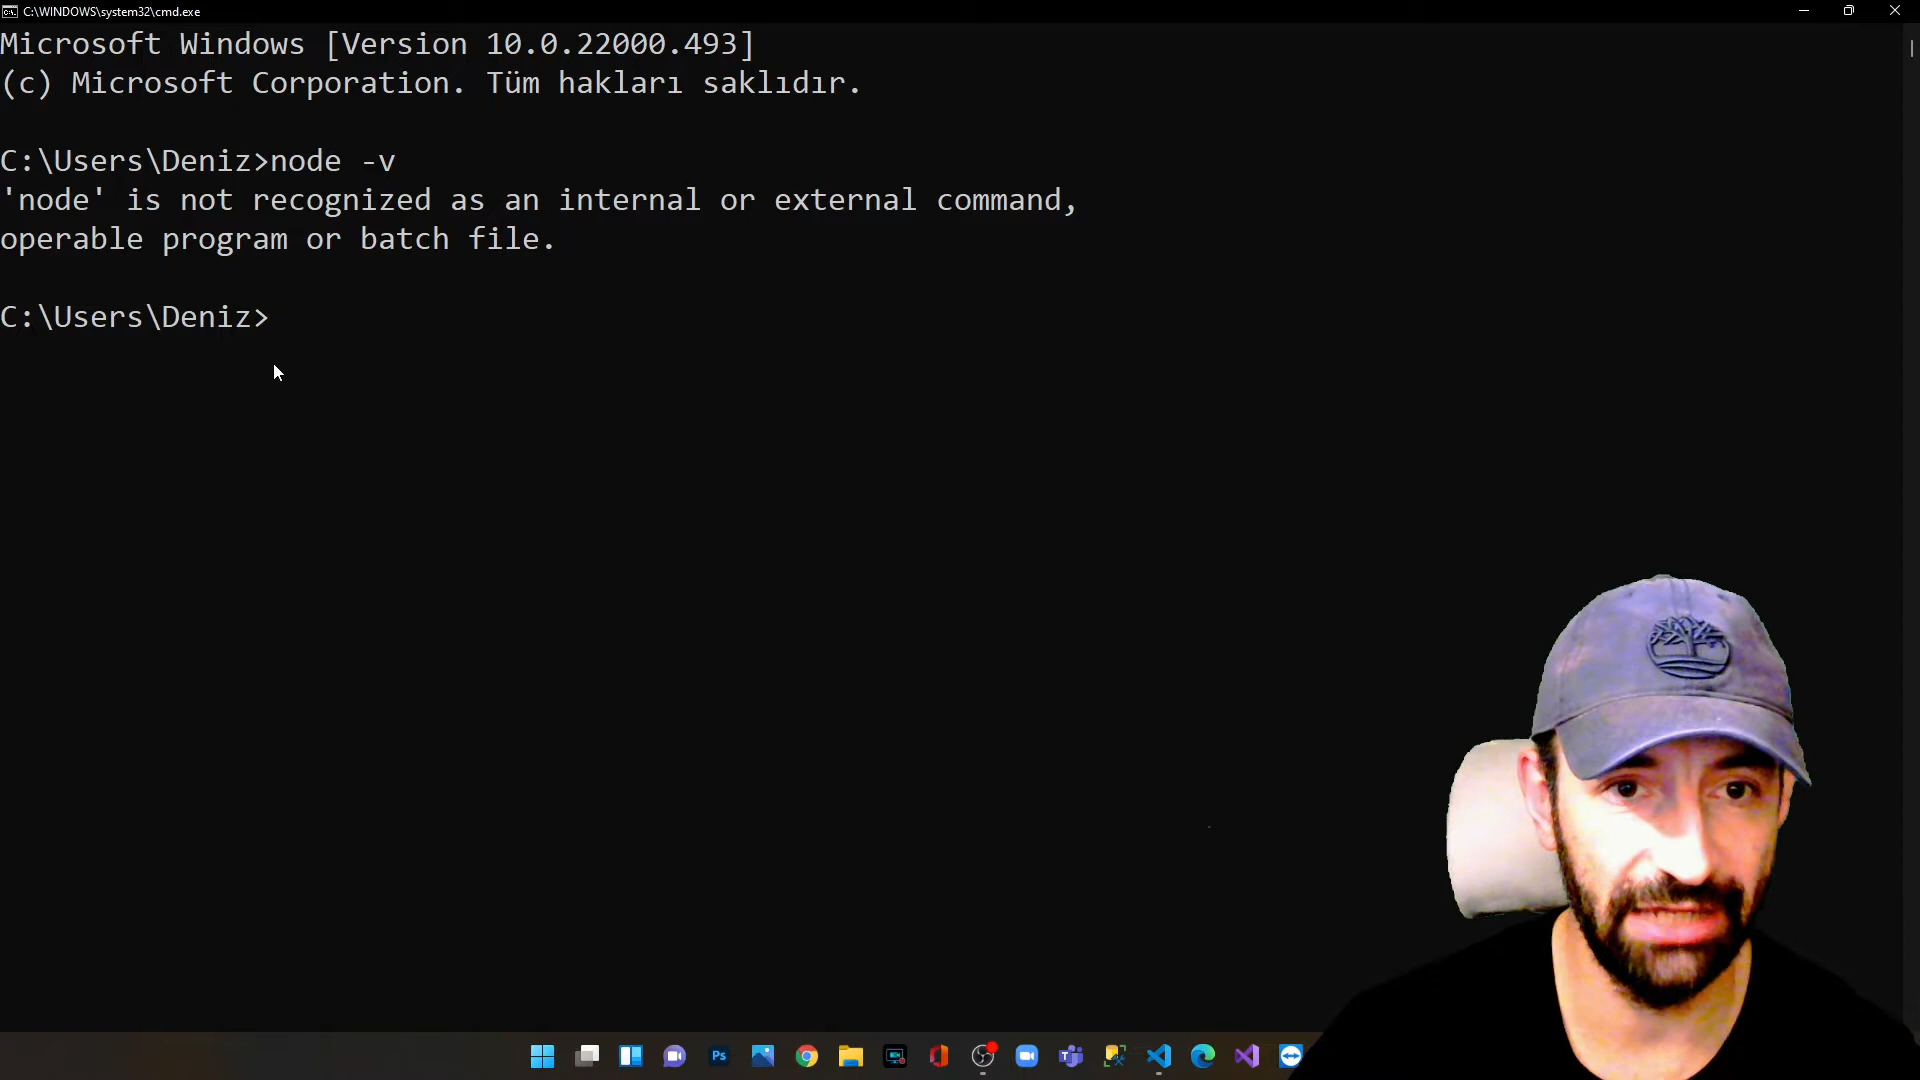 C:\WINDOWS\system32\cmd.exe
Microsoft Windows [Version 10.0.22000.493]
(c) Microsoft Corporation. Tüm hakları saklıdır.
C:\Users\Deniz>node -v
'node' is not recognized as an internal or external command,
operable program or batch file.
C:\Users\Deniz>
Ps